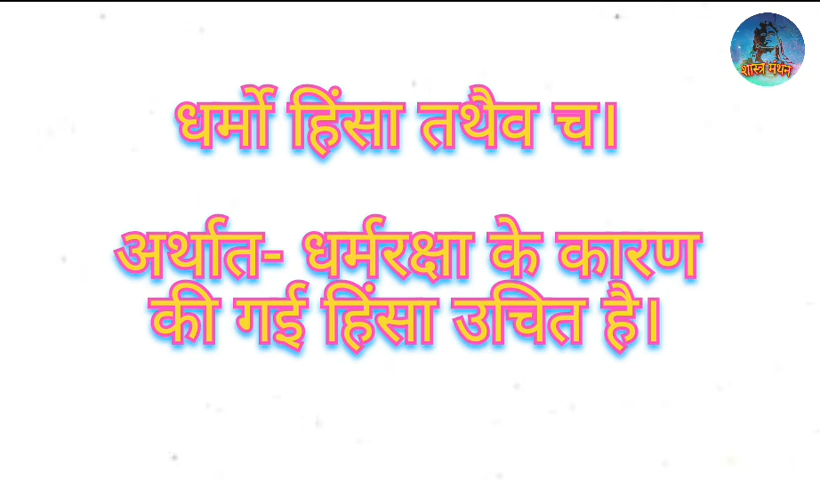 शास्त्र मंथन
धर्मो हिंसा तथैव च।
अर्थात- धर्मरक्षा के कारण
की गई हिंसा उचित है।